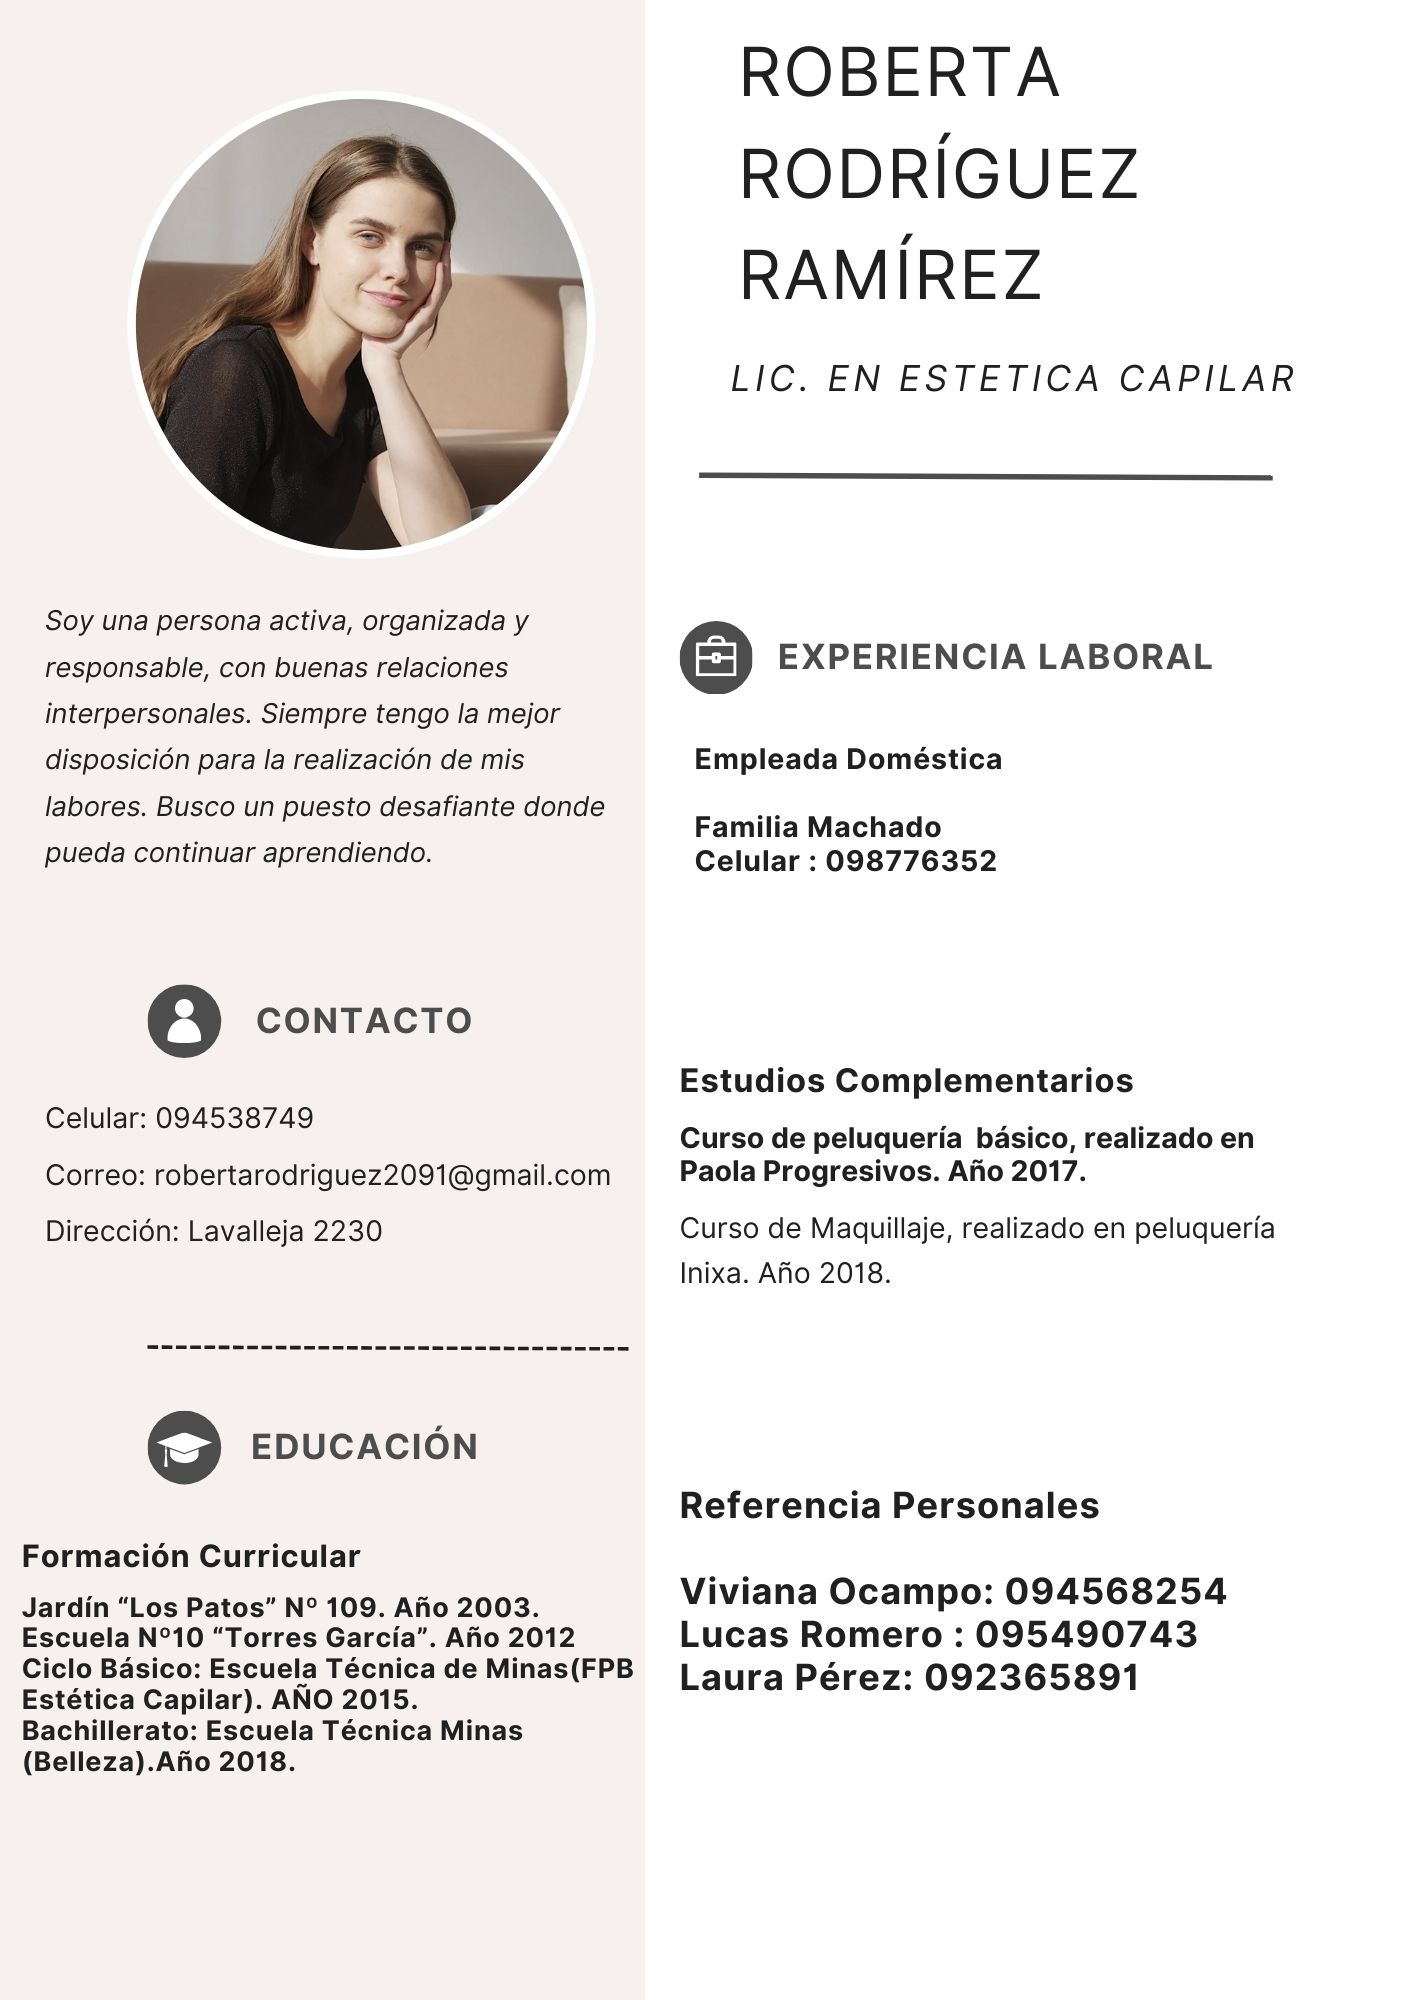 ROBERTA
RODRÍGUEZ
RAMÍREZ
LIC. EN ESTETICA CAPILAR
Soy una persona activa, organizada y
responsable, con buenas relaciones
interpersonales. Siempre tengo la mejor
disposición para la realización de mis
labores. Busco un puesto desafiante donde
pueda continuar aprendiendo.
CONTACTO
Celular: 094538749
Correo: robertarodriguez2091@gmail.com
Dirección: Lavalleja 2230
EDUCACIÓN
Formación Curricular
Jardín “Los Patos” Nº 109. Año 2003.
Escuela Nº10 “Torres García”. Año 2012
Ciclo Básico: Escuela Técnica de Minas(FPB
Estética Capilar). AÑO 2015.
Bachillerato: Escuela Técnica Minas
(Belleza).Año 2018.
EXPERIENCIA LABORAL
Empleada Doméstica
Familia Machado
Celular : 098776352
Estudios Complementarios
Curso de peluquería  básico, realizado en
Paola Progresivos. Año 2017.
Curso de Maquillaje, realizado en peluquería
Inixa. Año 2018.
Referencia Personales
Viviana Ocampo: 094568254
Lucas Romero : 095490743
Laura Pérez: 092365891